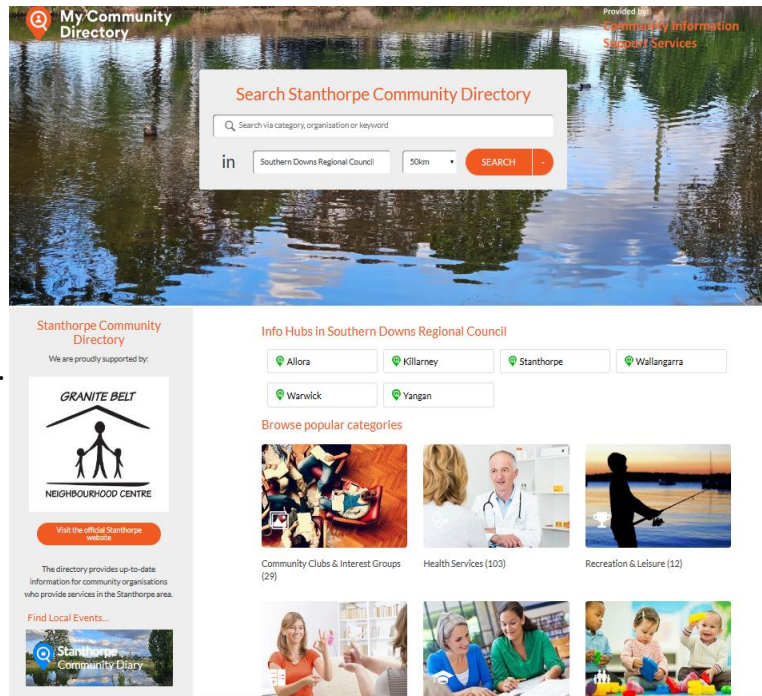 My Community
Directory
Provided by:
Community Information
Support Services
Search Stanthorpe Community Directory
Search via category, organisation or keyword
in
Southern Downs Regional Council
50km
SEARCH
Stanthorpe Community
Directory
We are proudly supported by:
GRANITE BELT
NEIGHBOURHOOD CENTRE
Visit the official Stanthorpe
website
The directory provides up-to-date
information for community organisations
who provide services in the Stanthorpe area.
Find Local Events...
Stanthorpe
Community Diary
Info Hubs in Southern Downs Regional Council
Allora
Killarney
Stanthorpe
Wallangarra
Warwick
Yangan
Browse popular categories
Community Clubs & Interest Groups
(29)
Health Services (103)
Recreation & Leisure (12)